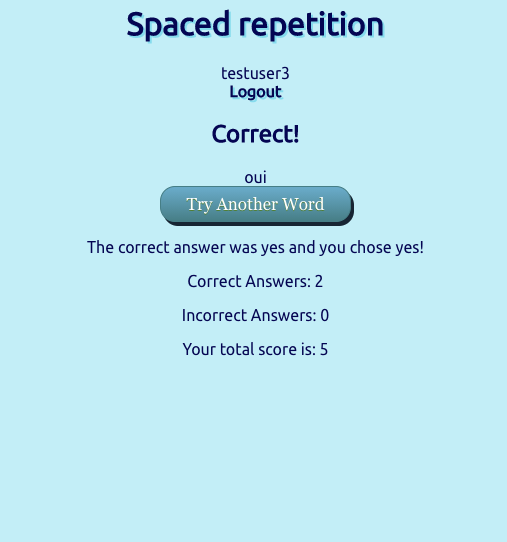 Spaced repetition
testuser3
Logout
Correct!
oui
Try Another Word
The correct answer was yes and you chose yes!
Correct Answers: 2
Incorrect Answers: 0
Your total score is: 5